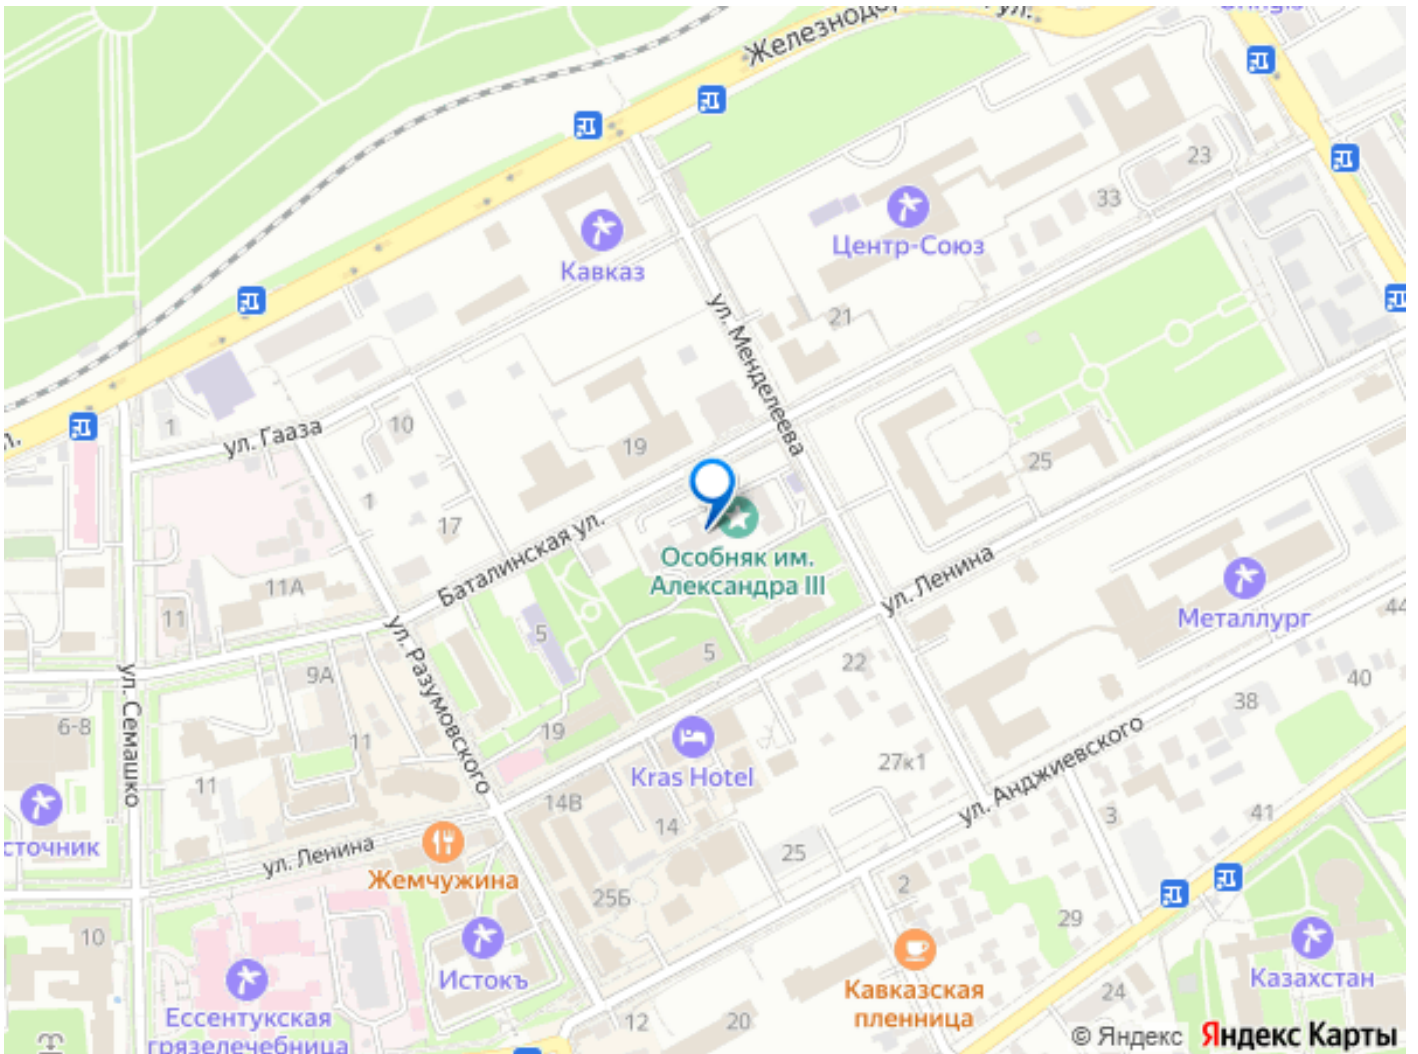 Железнодо
ул.
23
33
Центр-Союз
Кавказ
21
ул. Менделеева
1
ул. Гааза
10
19
25
1
17
Баталинская ул.
Особняк им.
Александра III
ул. Ленина
Металлург
11А
11
5
ул. Разумовского
9А
5
22
44
40
38
6-8
ул. Семашко
11
19
11
Kras Hotel
27к1
ул. Анджиевского
14В
14
3
41
сточник
ул. Ленина
Жемчужина
25
25Б
2
29
10
Истокъ
Ессентукская
грязелечебница
Кавказская
пленница
Казахстан
24
12
20
© Яндекс Яндекс Карты